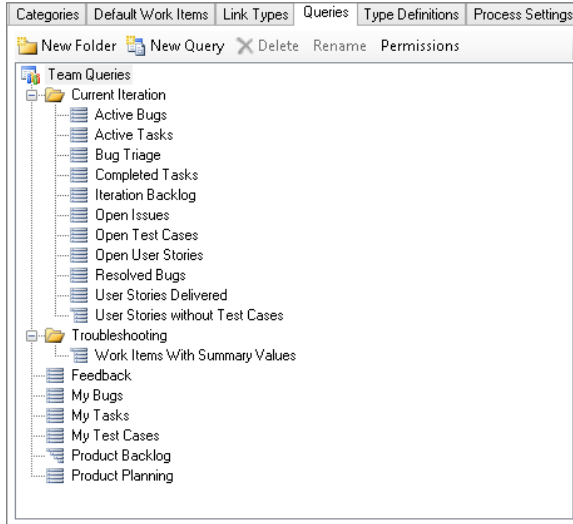 Categories Default Work Items Link Types Queries Type Definitions Process Settings
New Folder New Query Delete Rename Permissions
Team Queries
Current Iteration
Active Bugs
Active Tasks
Bug Triage
Completed Tasks
Iteration Backlog
Open Issues
Open Test Cases
Open User Stories
Resolved Bugs
User Stories Delivered
User Stories without Test Cases
Troubleshooting
Work Items With Summary Values
Feedback
My Bugs
My Tasks
My Test Cases
Product Backlog
Product Planning